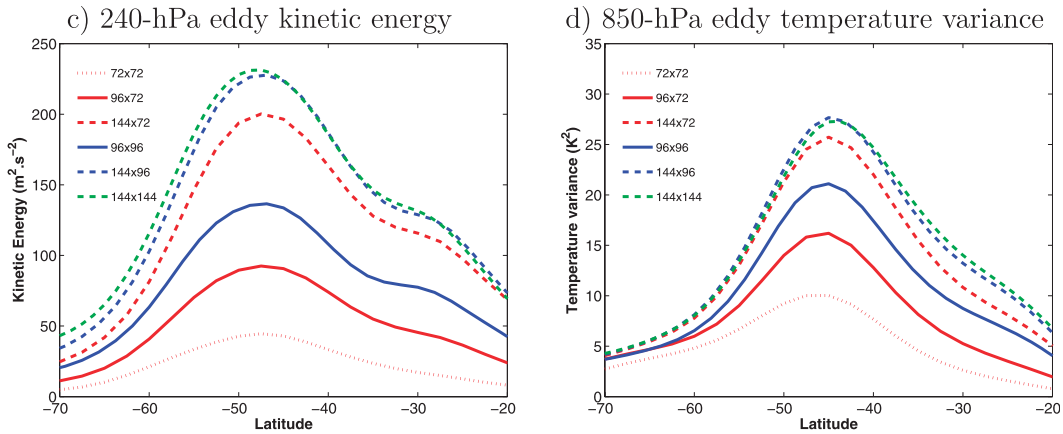 c) 240-hPa eddy kinetic energy
250
200
150
100
50
0
−70
−60
−50
−40
−30
−20
Kinetic Energy (m².s−²)
Latitude
72x72
96x72
144x72
96x96
144x96
144x144
d) 850-hPa eddy temperature variance
35
30
25
20
15
10
5
0
−70
−60
−50
−40
−30
−20
Temperature variance (K²)
Latitude
72x72
96x72
144x72
96x96
144x96
144x144